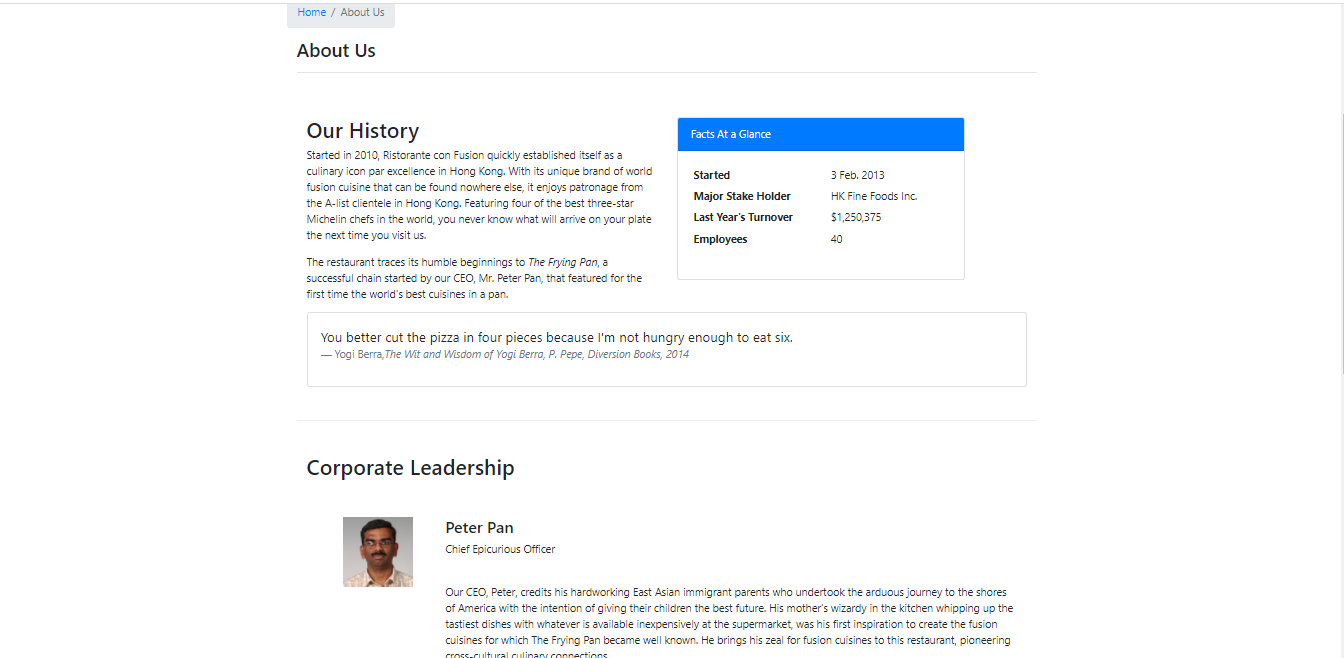 Home / About Us
About Us
Our History
Started in 2010, Ristorante con Fusion quickly established itself as a
culinary icon par excellence in Hong Kong. With its unique brand of world
fusion cuisine that can be found nowhere else, it enjoys patronage from
the A-list clientele in Hong Kong. Featuring four of the best three-star
Michelin chefs in the world, you never know what will arrive on your plate
the next time you visit us.
The restaurant traces its humble beginnings to The Frying Pan, a
successful chain started by our CEO, Mr. Peter Pan, that featured for the
first time the world's best cuisines in a pan.
Facts At a Glance
Started 3 Feb. 2013
Major Stake Holder HK Fine Foods Inc.
Last Year's Turnover $1,250,375
Employees 40
You better cut the pizza in four pieces because I'm not hungry enough to eat six.
— Yogi Berra,The Wit and Wisdom of Yogi Berra, P. Pepe, Diversion Books, 2014
Corporate Leadership
Peter Pan
Chief Epicurious Officer
Our CEO, Peter, credits his hardworking East Asian immigrant parents who undertook the arduous journey to the shores
of America with the intention of giving their children the best future. His mother's wizardy in the kitchen whipping up the
tastiest dishes with whatever is available inexpensively at the supermarket, was his first inspiration to create the fusion
cuisines for which The Frying Pan became well known. He brings his zeal for fusion cuisines to this restaurant, pioneering
cross-cultural culinary connections.